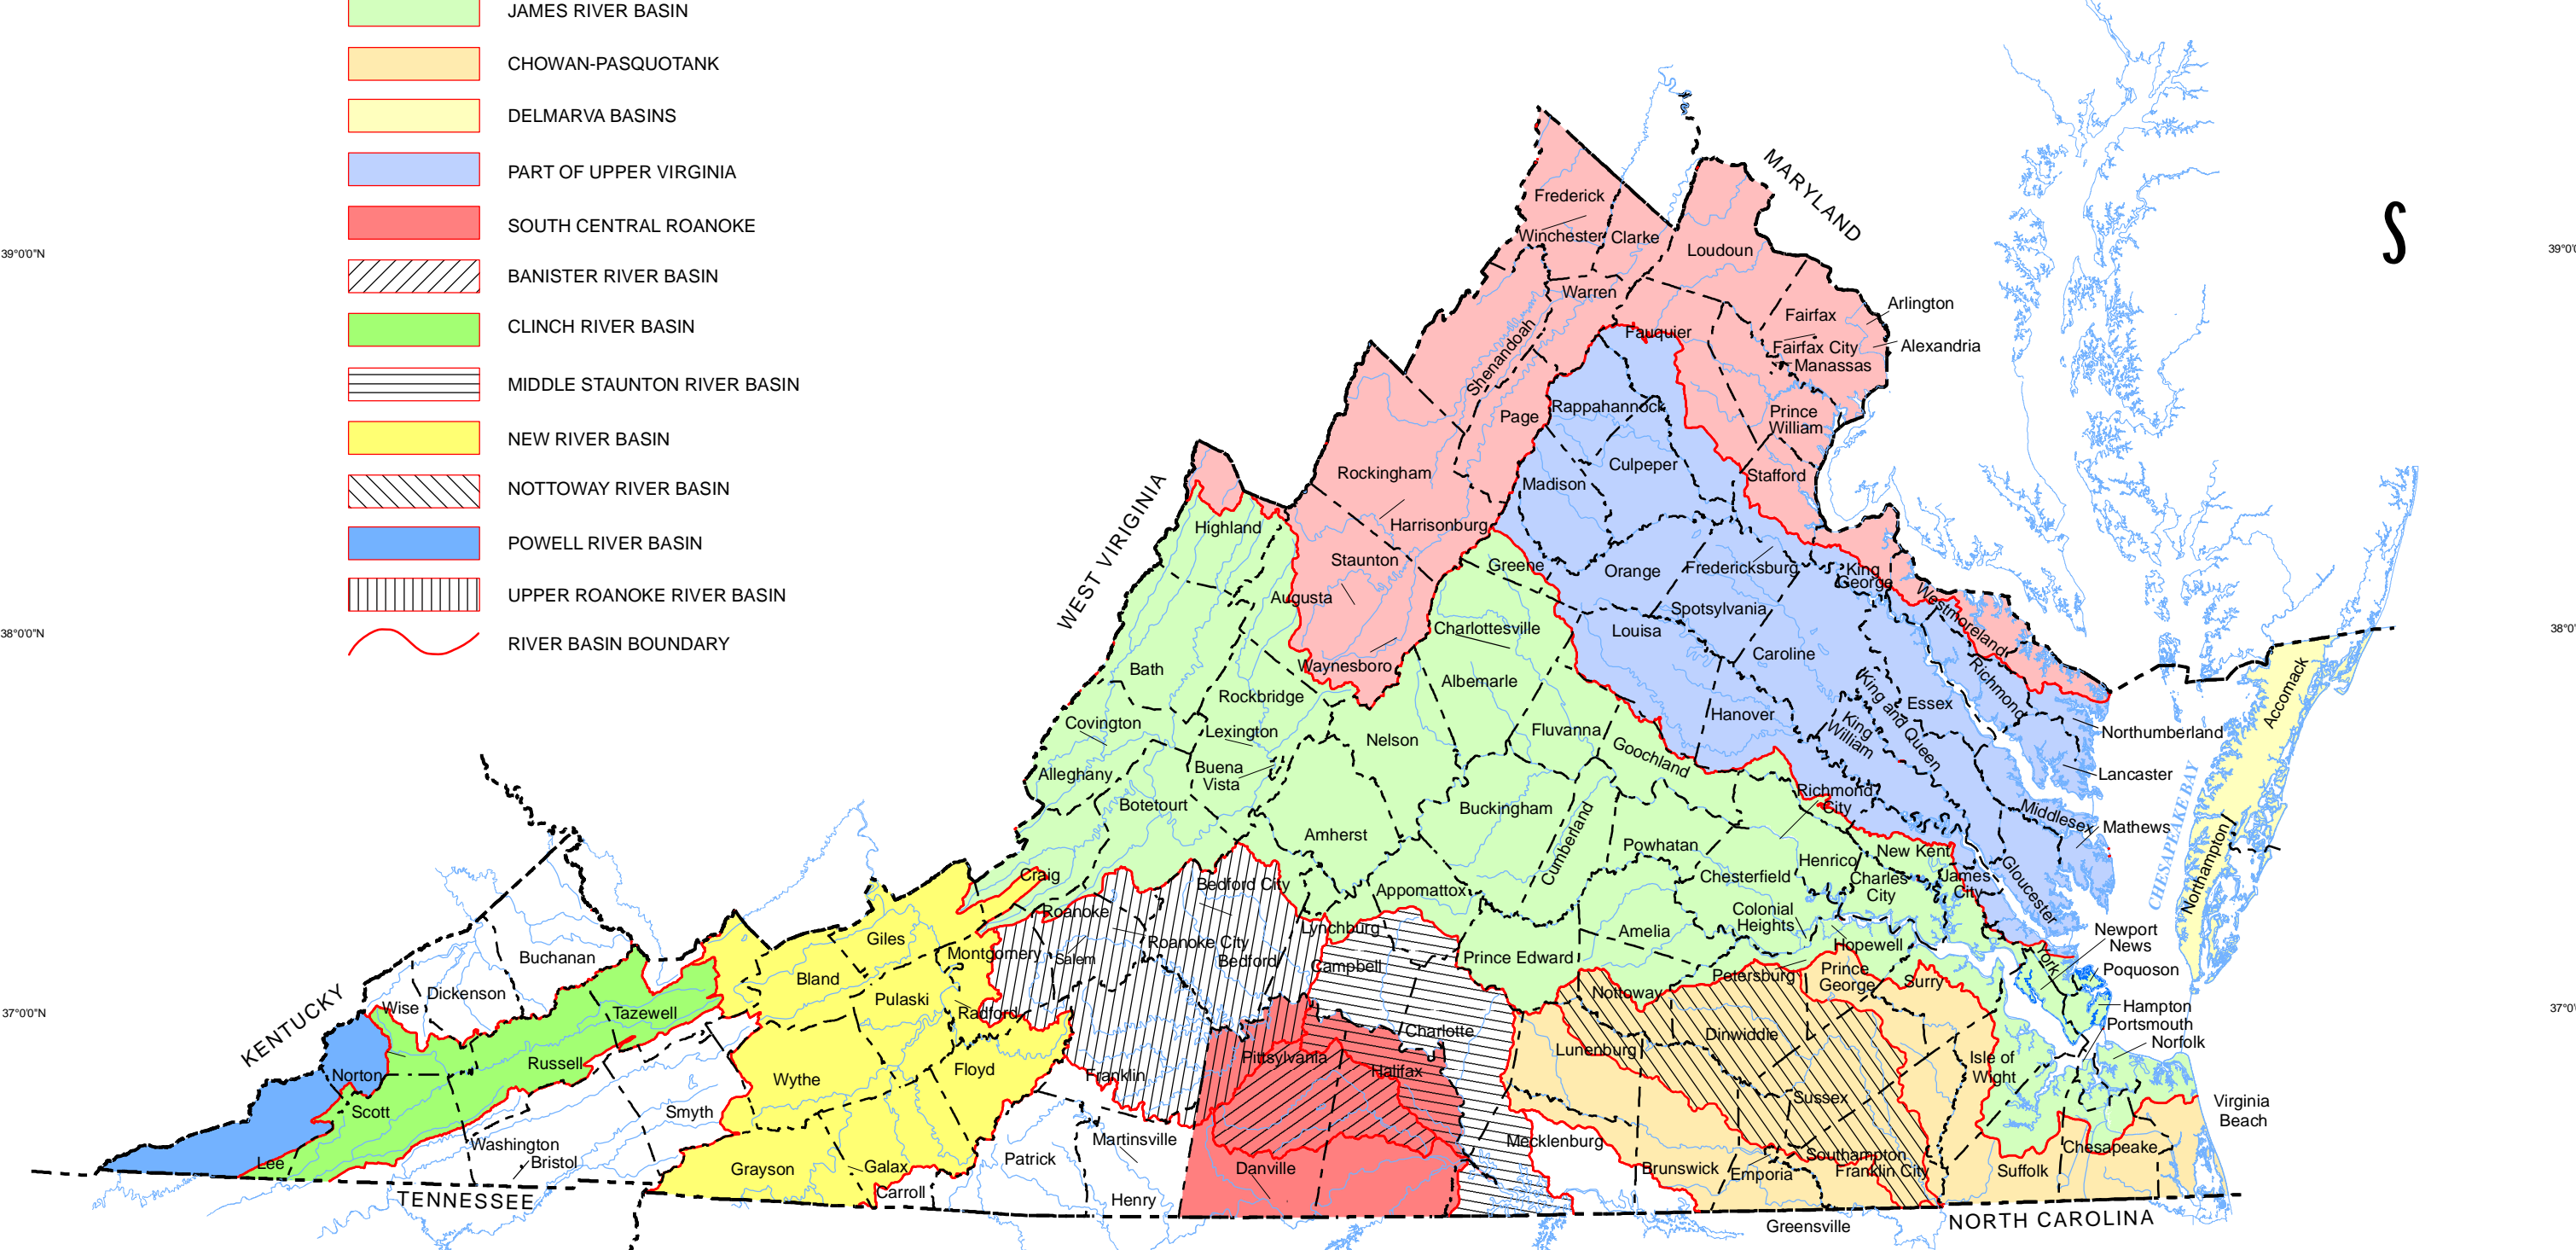 JAMES RIVER BASIN
CHOWAN-PASQUOTANK
DELMARVA BASINS
PART OF UPPER VIRGINIA
SOUTH CENTRAL ROANOKE
BANISTER RIVER BASIN
CLINCH RIVER BASIN
MIDDLE STAUNTON RIVER BASIN
NEW RIVER BASIN
NOTTOWAY RIVER BASIN
POWELL RIVER BASIN
UPPER ROANOKE RIVER BASIN
RIVER BASIN BOUNDARY
39°0'0"N
38°0'0"N
37°0'0"N
S
MARYLAND
WEST VIRIGINIA
KENTUCKY
TENNESSEE
NORTH CAROLINA
CHESAPEAKE BAY
Frederick
Winchester
Clarke
Loudoun
Warren
Shenandoah
Fauquier
Fairfax
Arlington
Fairfax City
Alexandria
Manassas
Page
Rappahannock
Prince
William
Rockingham
Culpeper
Stafford
Madison
Harrisonburg
Highland
Staunton
Augusta
Greene
Orange
Fredericksburg
King
George
Westmoreland
Spotsylvania
Louisa
Charlottesville
Waynesboro
Caroline
Richmond
Bath
Rockbridge
Albemarle
Essex
King and Queen
King
William
Hanover
Accomack
Northumberland
Covington
Lexington
Nelson
Fluvanna
Goochland
Lancaster
Alleghany
Buena
Vista
Botetourt
Buckingham
Cumberland
Richmond
City
Middlesex
Mathews
Amherst
Powhatan
Henrico
New Kent
Gloucester
Northampton
Craig
Bedford City
Appomattox
Chesterfield
Charles
City
James
City
Roanoke
Lynchburg
Colonial
Heights
Amelia
Hopewell
Newport
News
York
Poquoson
Giles
Montgomery
Salem
Roanoke City
Bedford
Campbell
Prince Edward
Petersburg
Prince
George
Surry
Hampton
Portsmouth
Norfolk
Buchanan
Dickenson
Wise
Bland
Pulaski
Radford
Nottoway
Charlotte
Dinwiddie
Tazewell
Russell
Norton
Wythe
Floyd
Franklin
Pittsylvania
Halifax
Lunenburg
Isle of
Wight
Sussex
Scott
Smyth
Virginia
Beach
Washington
Bristol
Lee
Grayson
Galax
Carroll
Patrick
Martinsville
Henry
Danville
Mecklenburg
Brunswick
Emporia
Southampton
Franklin City
Greensville
Suffolk
Chesapeake